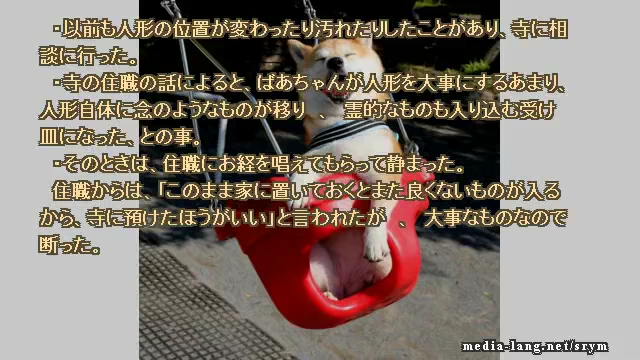 ・以前も人形の位置が変わったり汚れたりしたことがあり、寺に相
談に行った。
・寺の住職の話によると、ばあちゃんが人形を大事にするあまり、
人形自体に念のようなものが移り　、　霊的なものも入り込む受け
皿になった、との事。
・そのときは、住職にお経を唱えてもらって静まった。
住職からは、「このまま家に置いておくとまた良くないものが入る
から、寺に預けたほうがいい」と言われたが　、　大事なものなので
断った。
media-lang.net/srym